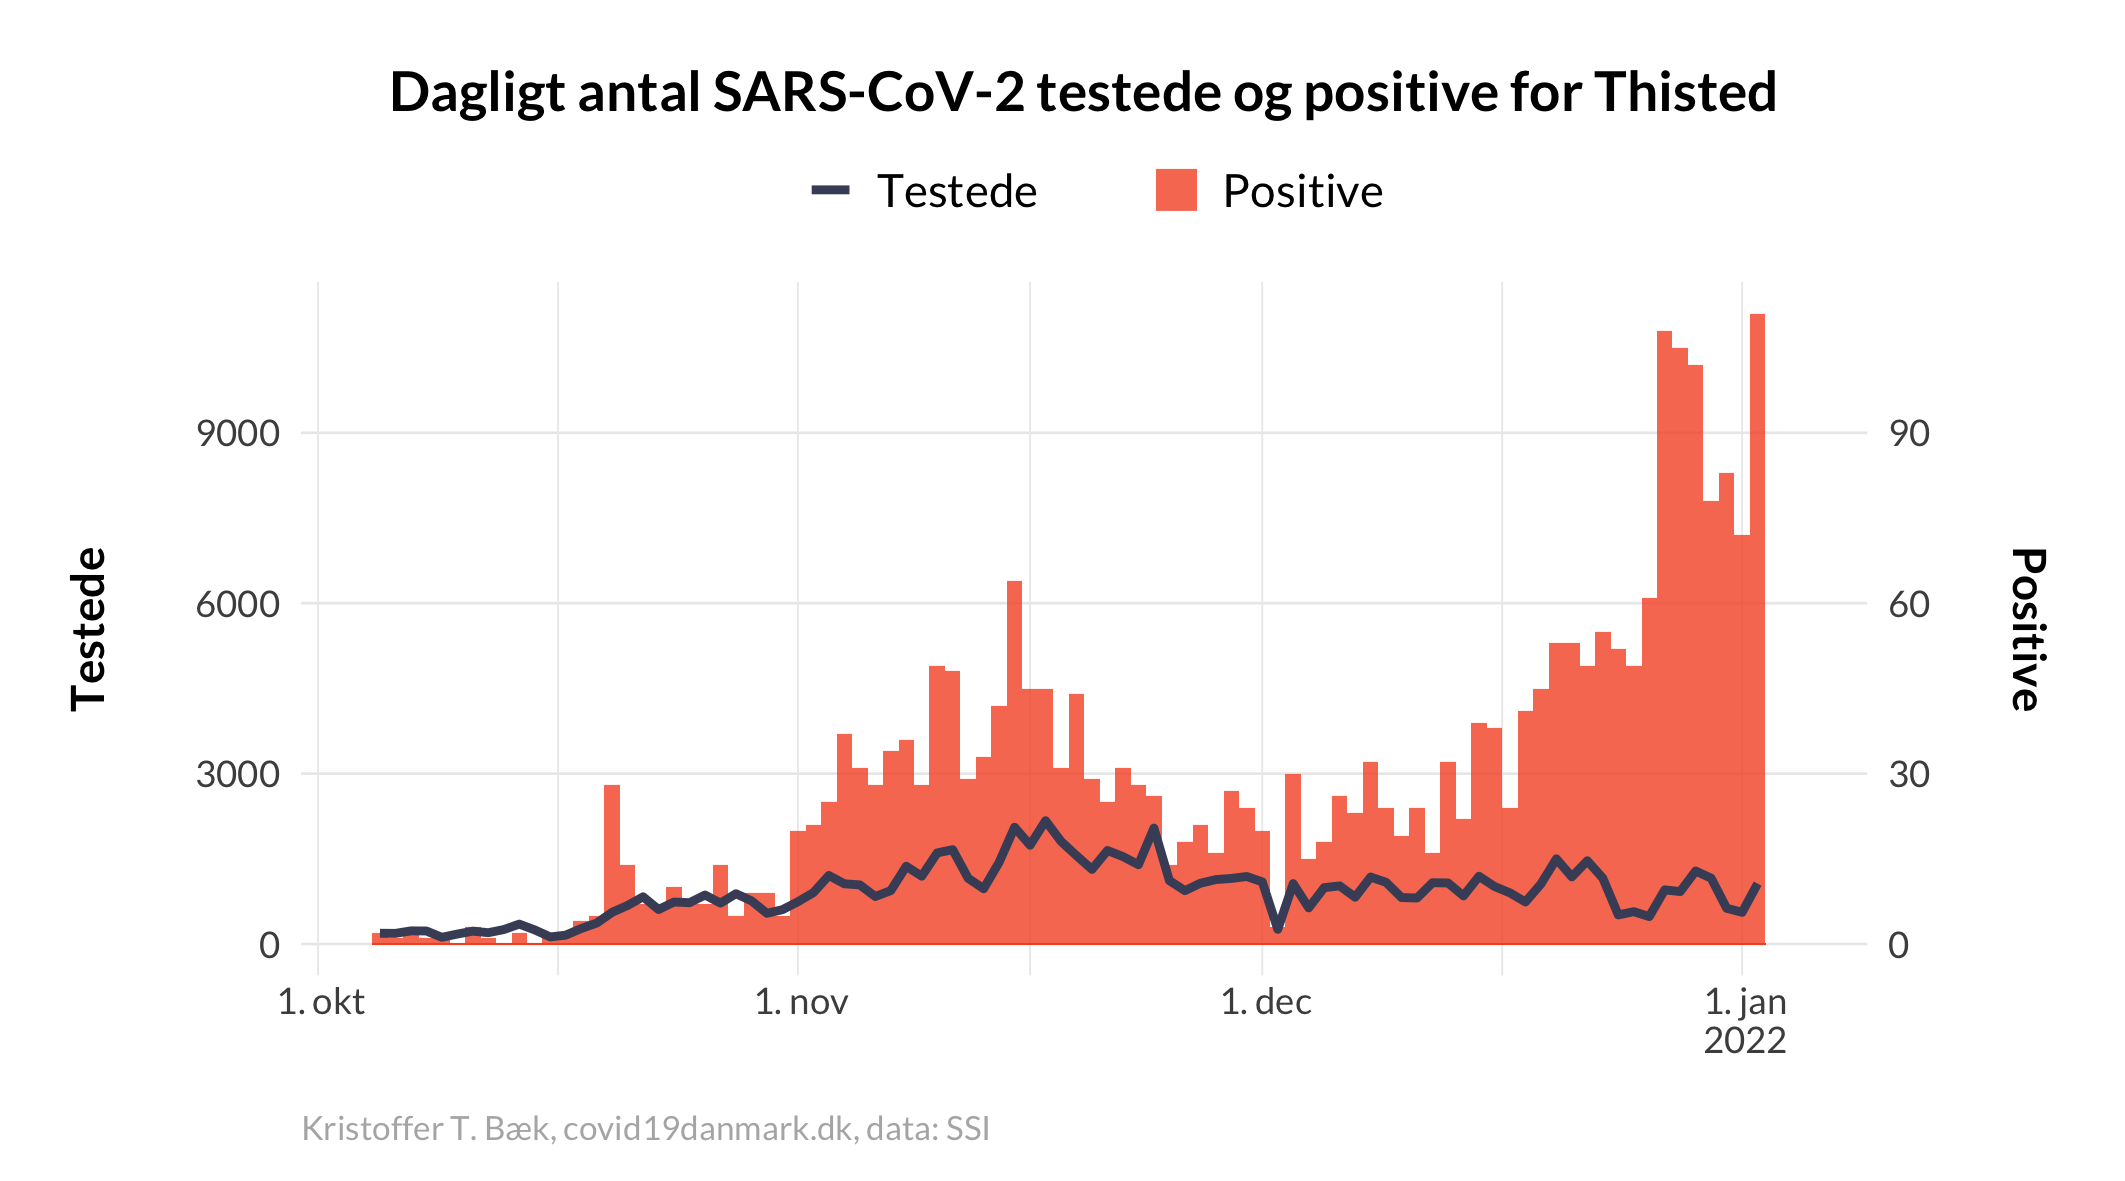 Dagligt antal SARS-CoV-2 testede og positive for Thisted
Testede Positive
9000 90
6000 60
3000 30
0 0
Testede
Positive
1. okt 1. nov 1. dec 1. jan
2022
Kristoffer T. Bæk, covid19danmark.dk, data: SSI